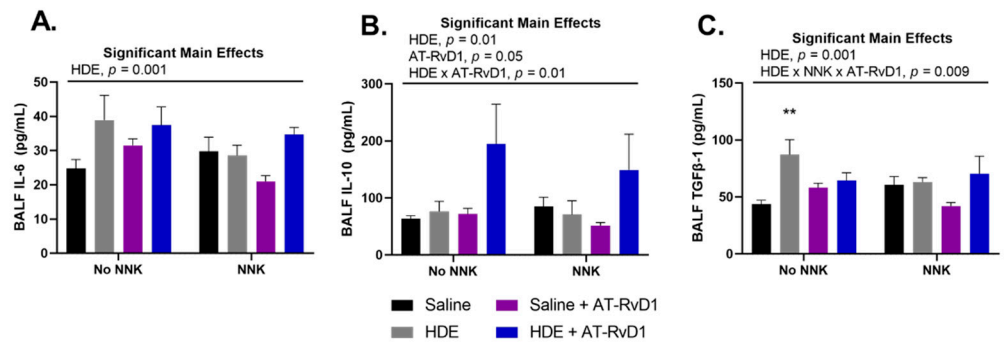 A.
Significant Main Effects
HDE, p = 0.001
BALF IL-6 (pg/mL)
50
40
30
20
10
0
No NNK
NNK
B.
Significant Main Effects
HDE, p = 0.01
AT-RvD1, p = 0.05
HDE x AT-RvD1, p = 0.01
BALF IL-10 (pg/mL)
300
200
100
0
No NNK
NNK
C.
Significant Main Effects
HDE, p = 0.001
HDE x NNK x AT-RvD1, p = 0.009
BALF TGFβ-1 (pg/mL)
150
100
50
0
**
No NNK
NNK
Saline
Saline + AT-RvD1
HDE
HDE + AT-RvD1